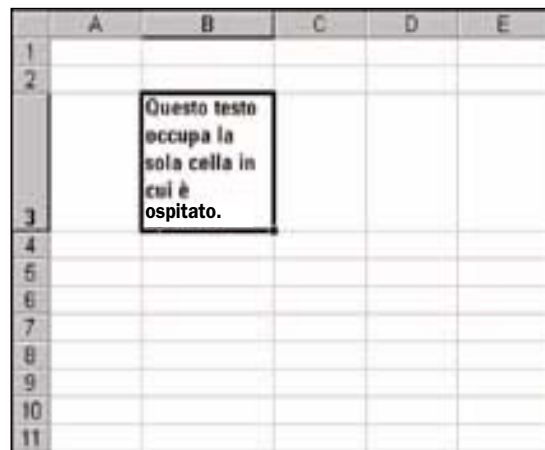 A B C D E
1
2
Questo testo
occupa la
sola cella in
cui è
ospitato.
3
4
5
6
7
8
9
10
11